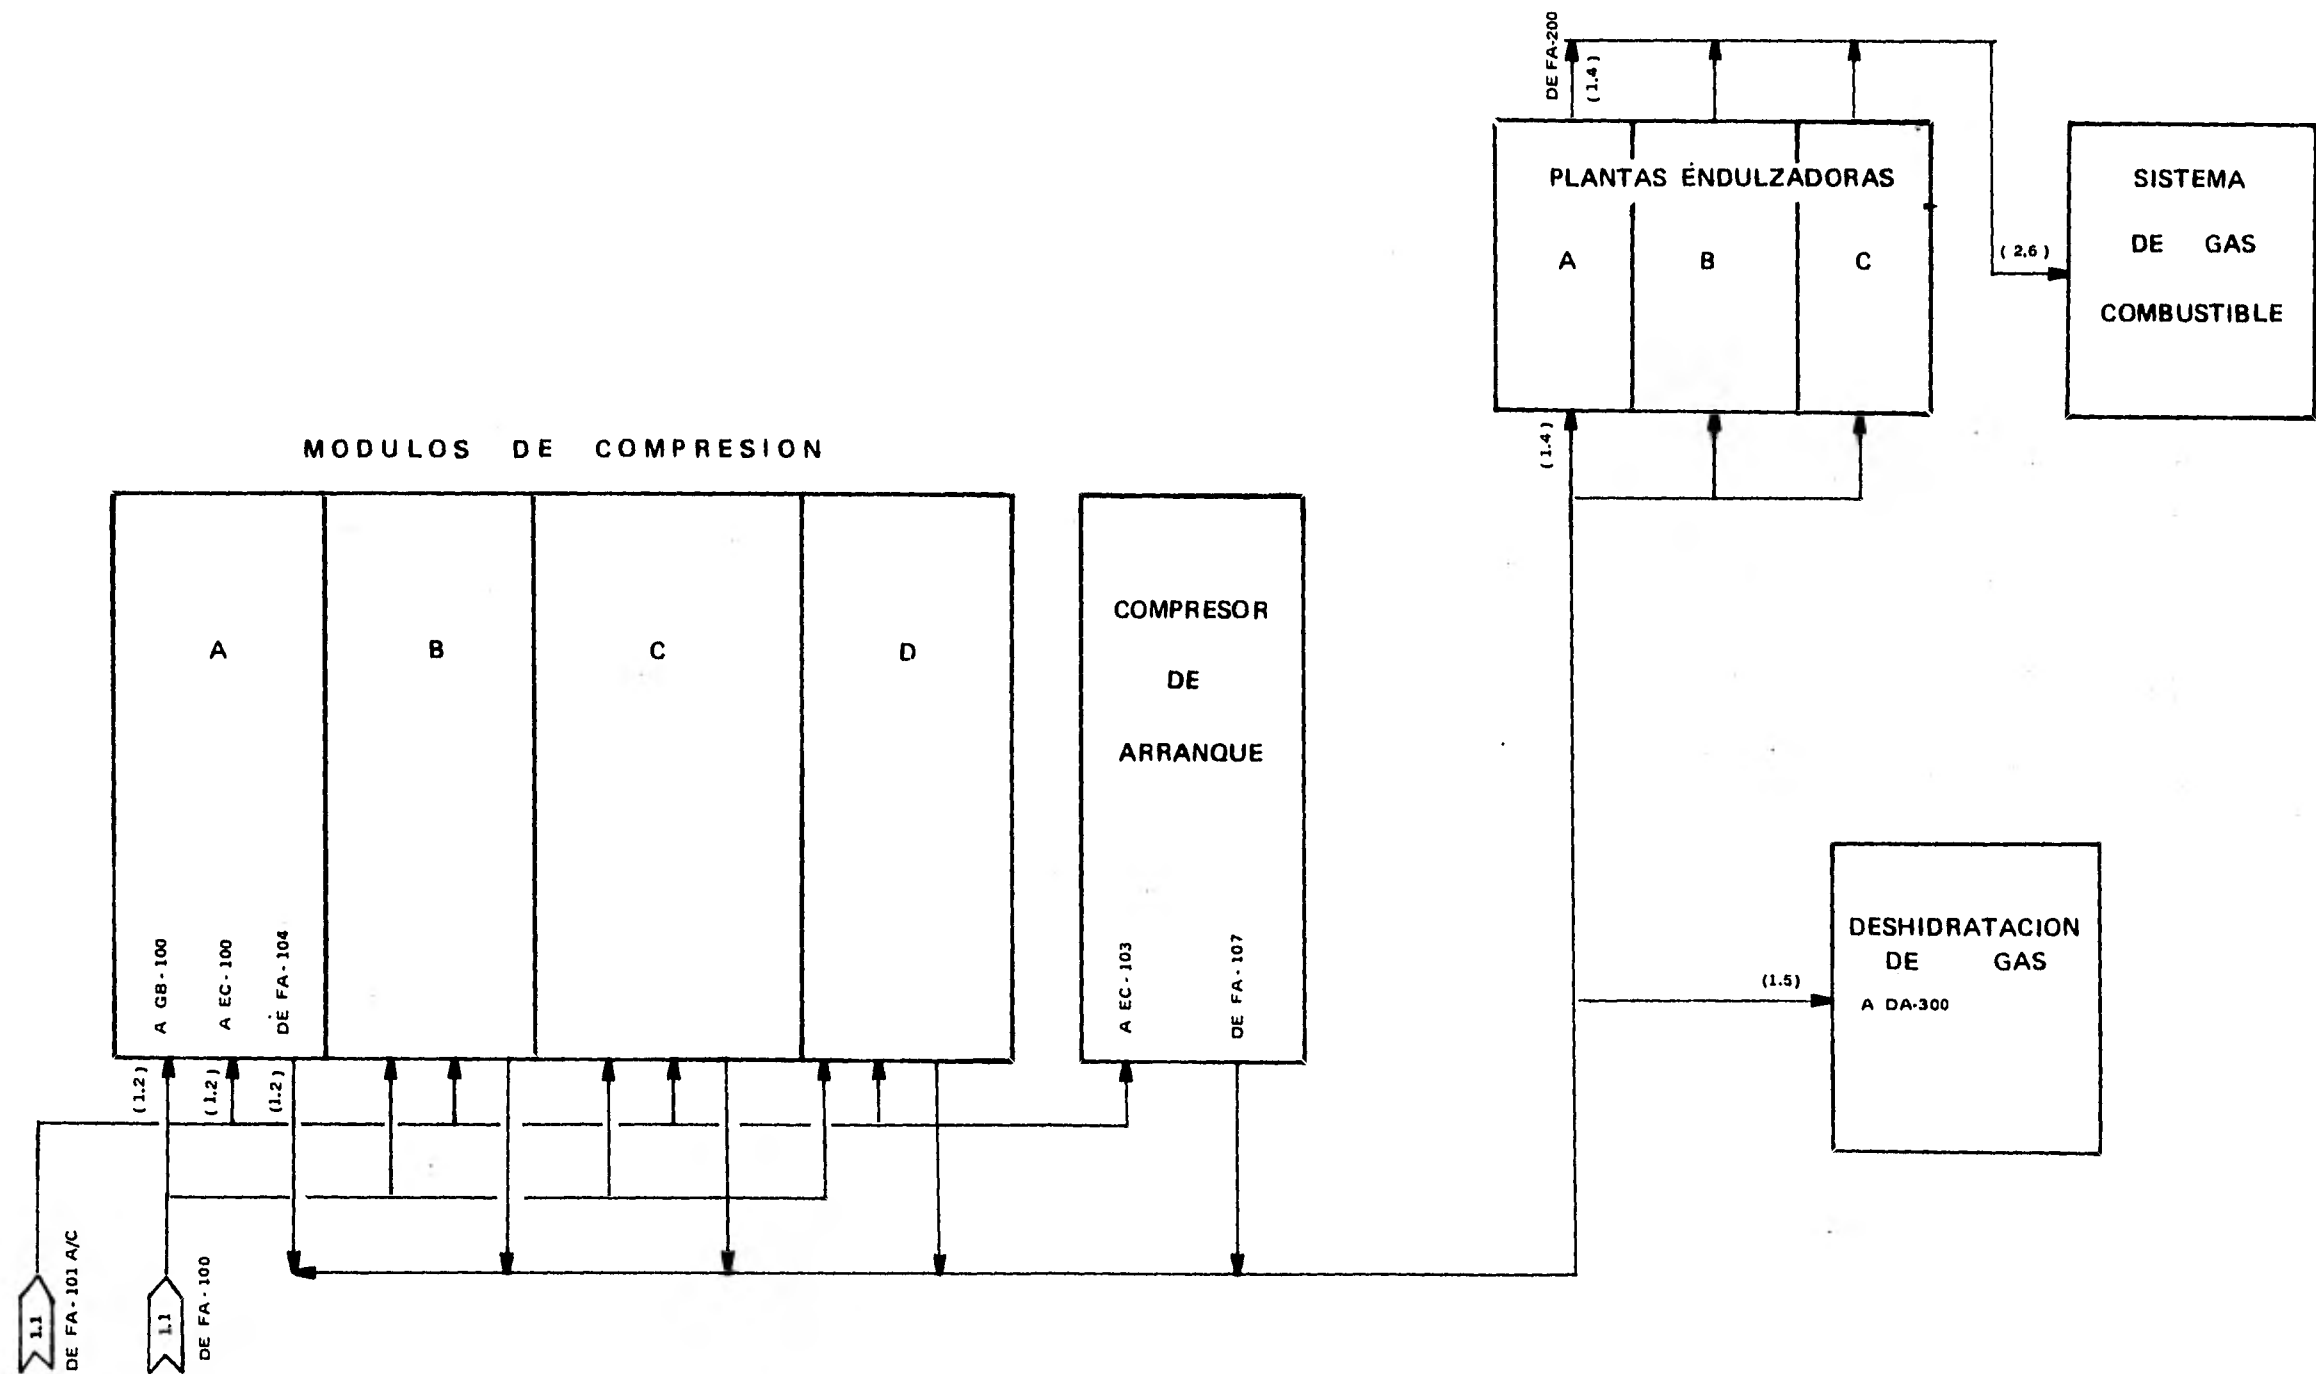 DE FA-200
(1.4)
PLANTAS ENDULZADORAS
A
B
C
(1.4)
(2.6)
SISTEMA
DE GAS
COMBUSTIBLE
MODULOS DE COMPRESION
A
B
C
D
A GB-100
A EC-100
DE FA-104
(1.2)
(1.2)
(1.2)
COMPRESOR
DE
ARRANQUE
A EC-103
DE FA-107
(1.5)
DESHIDRATACION
DE GAS
A DA-300
1.1
DE FA-101 A/C
1.1
DE FA-100